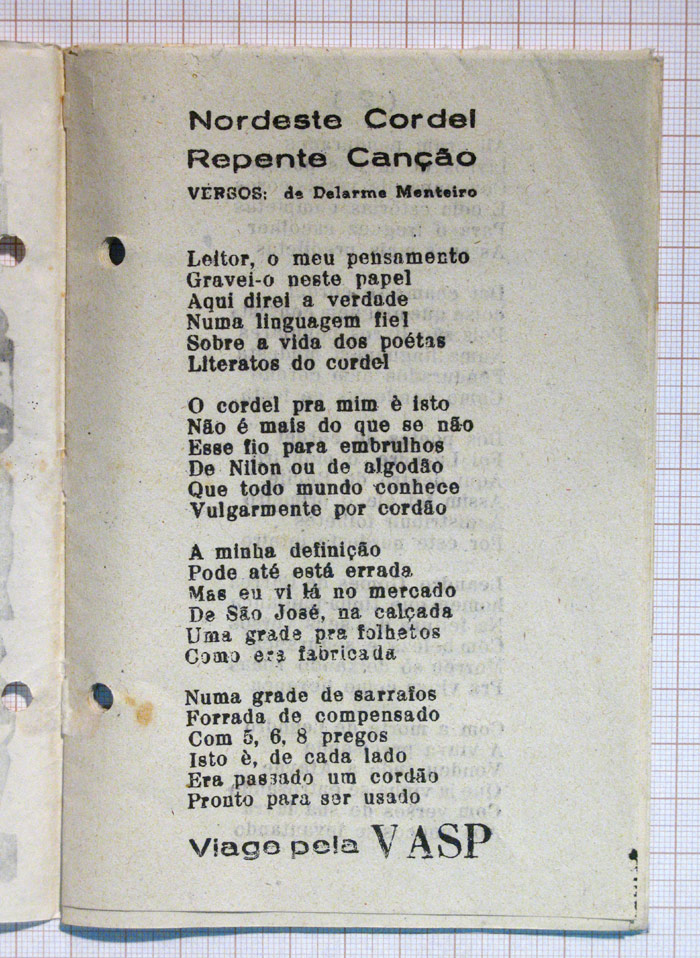 Nordeste Cordel
Repente Canção
VERSOS: de Delarme Menteiro
Leitor, o meu pensamento
Gravei-o neste papel
Aqui direi a verdade
Numa linguagem fiel
Sobre a vida dos poétas
Literatos do cordel
O cordel pra mim è isto
Não é mais do que se não
Esse fio para embrulhos
De Nilon ou de algodão
Que todo mundo conhece
Vulgarmente por cordão
A minha definição
Pode até está errada
Mas eu vi lá no mercado
De São José, na calçada
Uma grade pra folhetos
Como era fabricada
Numa grade de sarrafos
Forrada de compensado
Com 5, 6, 8 pregos
Isto è, de cada lado
Era passado um cordão
Pronto para ser usado
Viage pela VASP